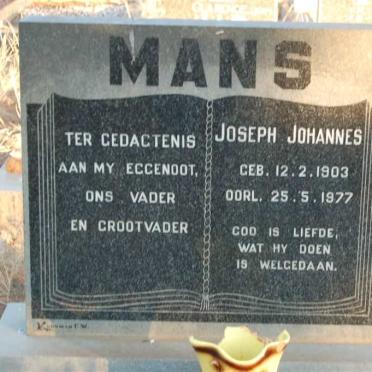 MANS
TER GEDACTENIS
AAN MY EGGENOOT,
ONS VADER
EN GROOTVADER
JOSEPH JOHANNES
GEB. 12.2.1903
OORL. 25.5.1977
GOD IS LIEFDE,
WAT HY DOEN
IS WELGEDAAN.